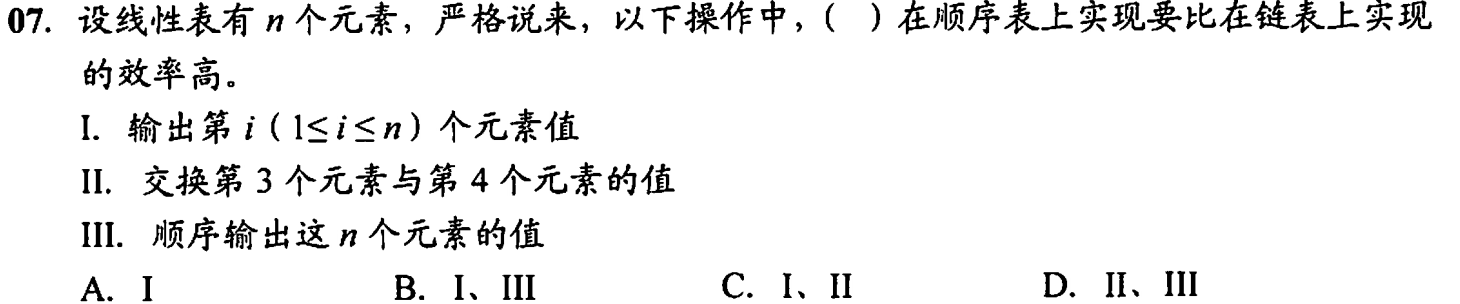 07. 设线性表有 n 个元素，严格说来，以下操作中，（ ）在顺序表上实现要比在链表上实现
的效率高。
I. 输出第 i（1≤i≤n）个元素值
II. 交换第 3 个元素与第 4 个元素的值
III. 顺序输出这 n 个元素的值
A. I B. I、III C. I、II D. II、III